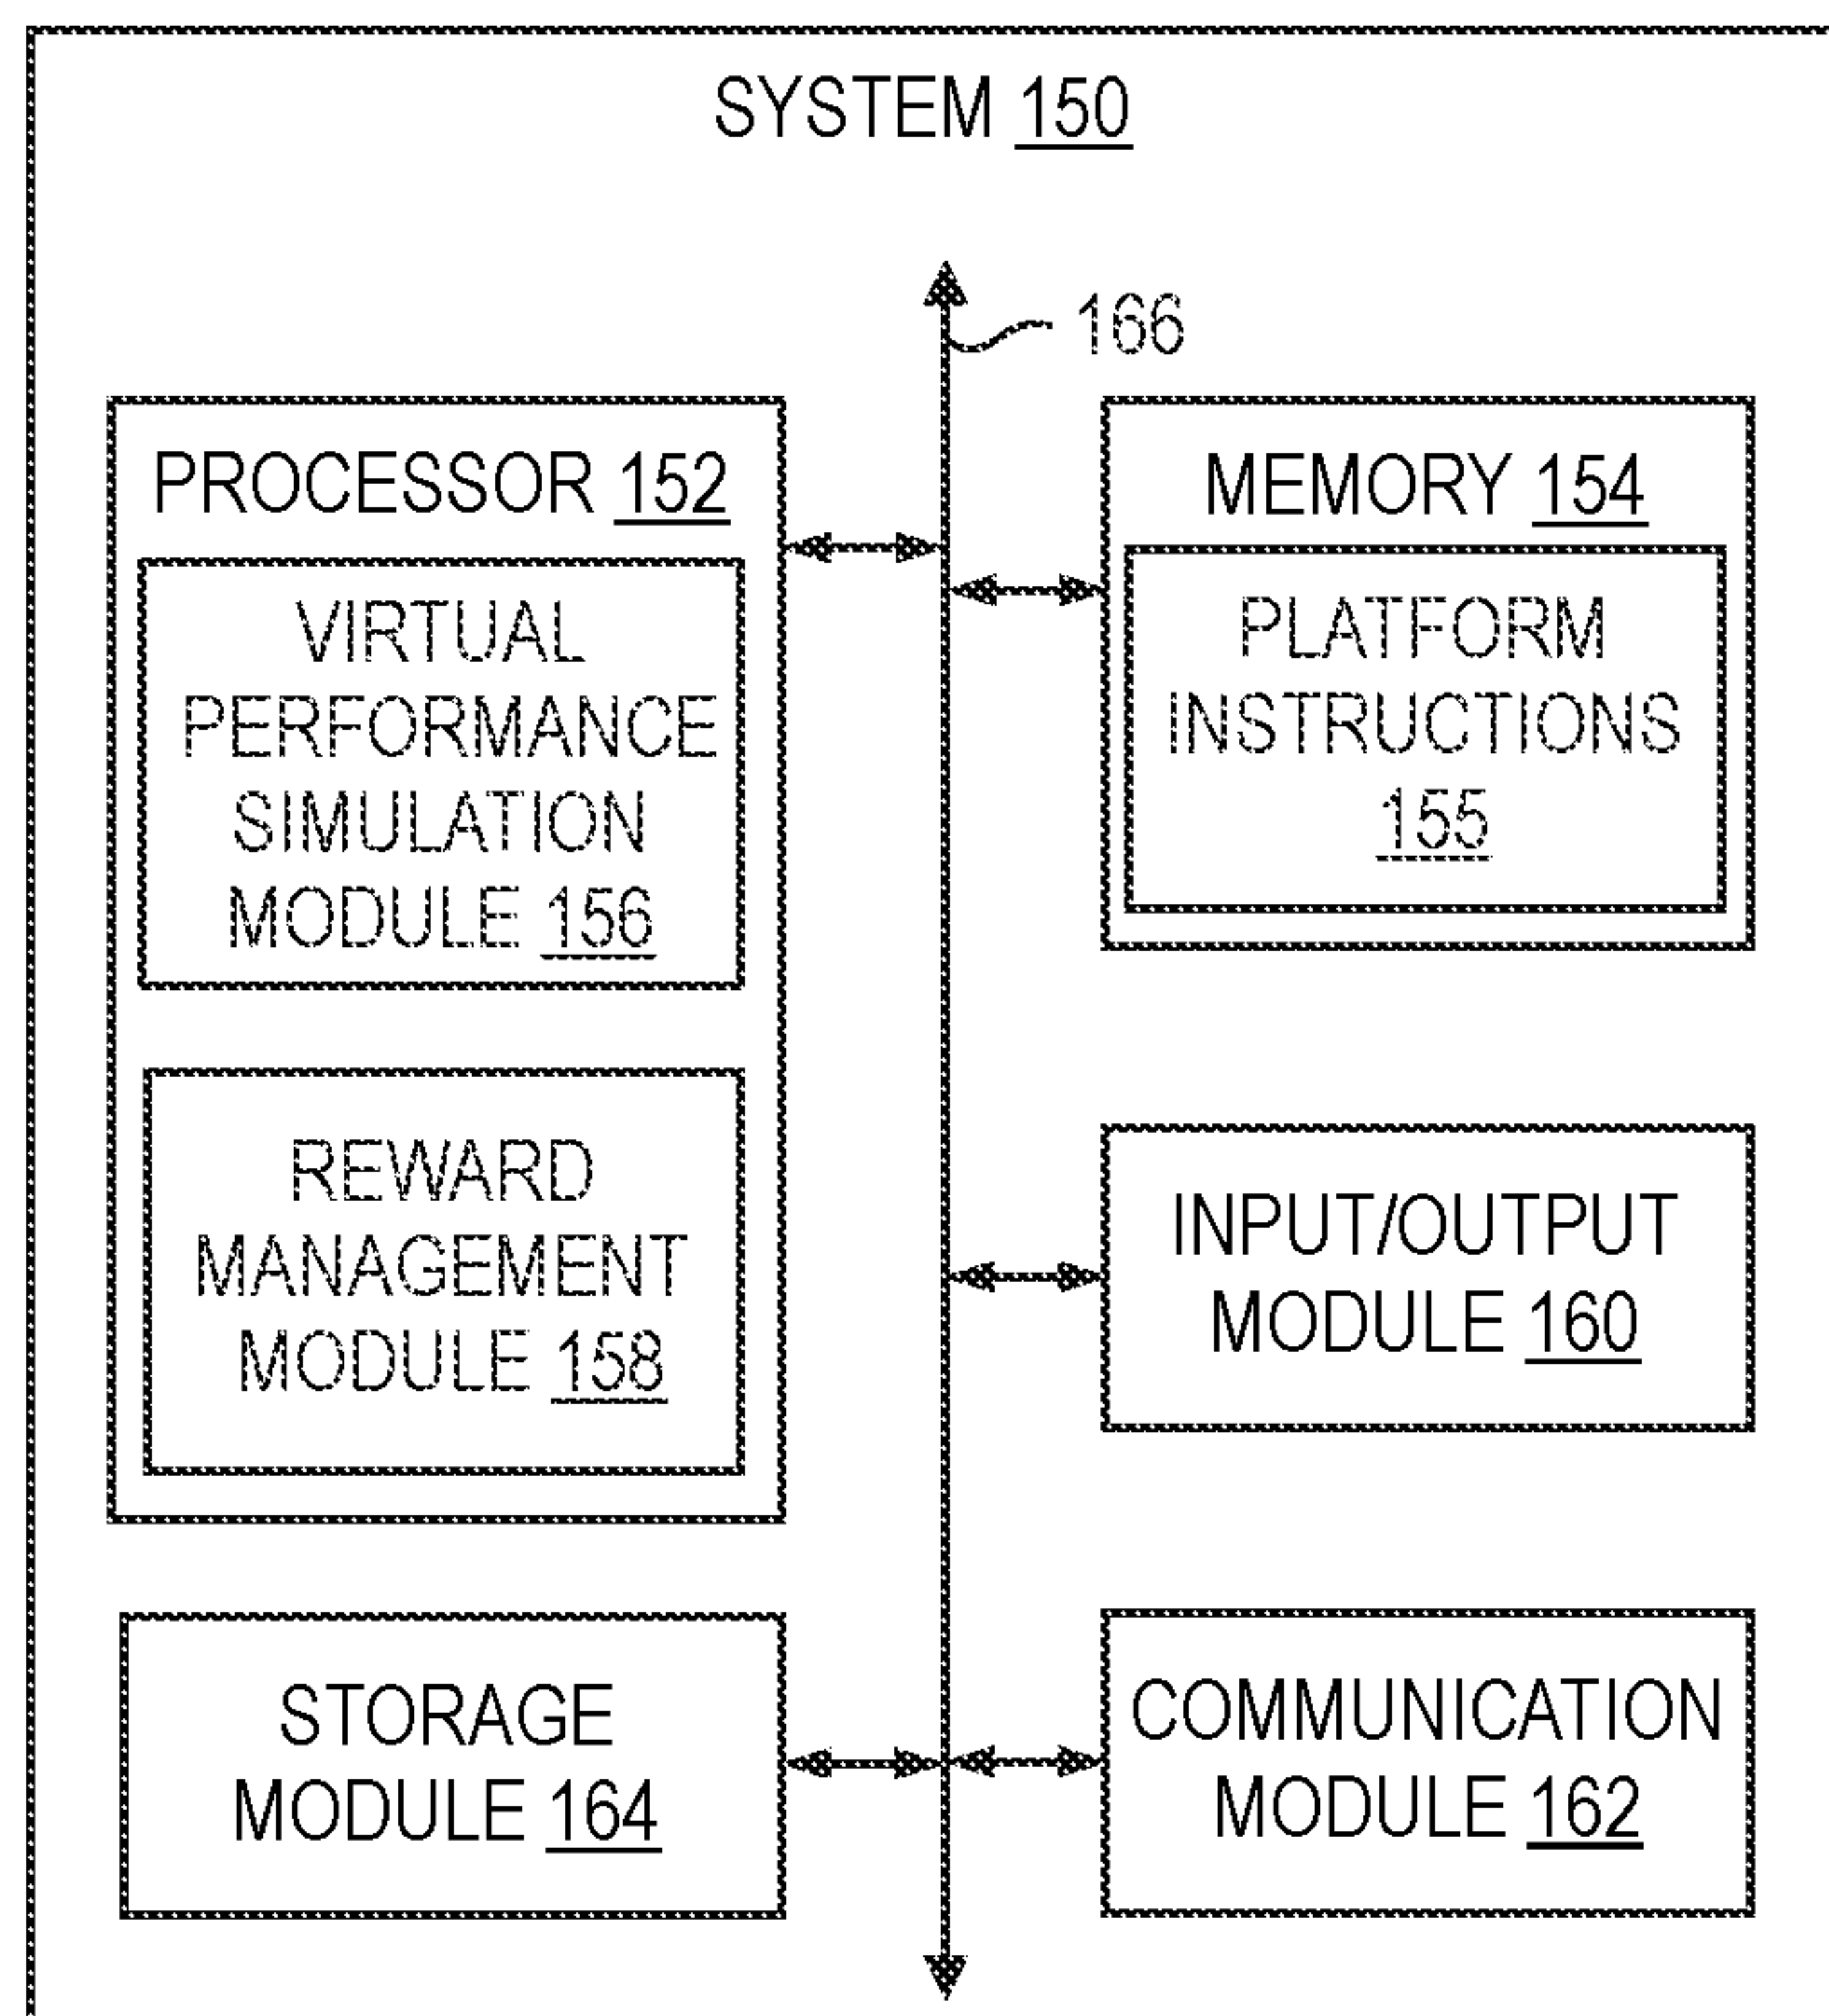 SYSTEM 150
166
PROCESSOR 152
VIRTUAL
PERFORMANCE
SIMULATION
MODULE 156
REWARD
MANAGEMENT
MODULE 158
MEMORY 154
PLATFORM
INSTRUCTIONS
155
INPUT/OUTPUT
MODULE 160
STORAGE
MODULE 164
COMMUNICATION
MODULE 162